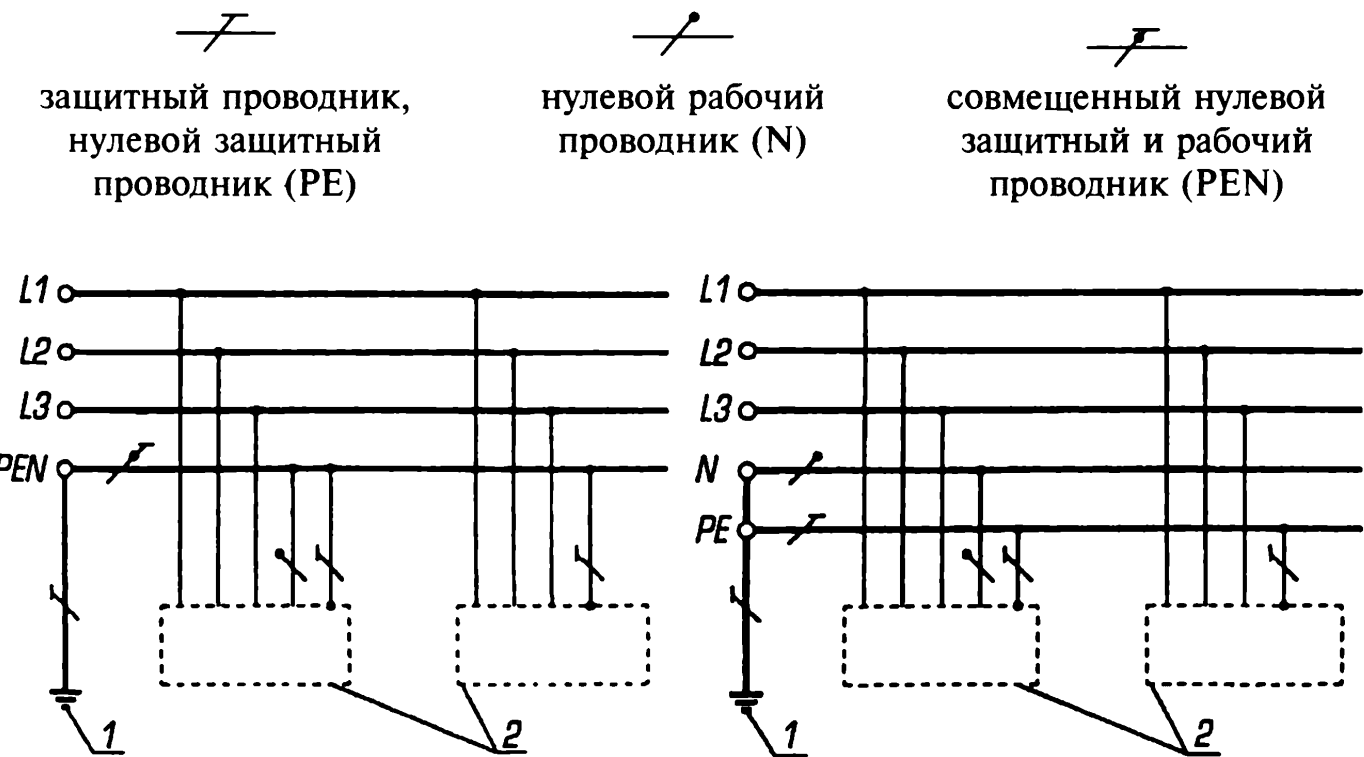 защитный проводник,
нулевой защитный
проводник (PE)
нулевой рабочий
проводник (N)
совмещенный нулевой
защитный и рабочий
проводник (PEN)
L1
L2
L3
PEN
1
2
L1
L2
L3
N
PE
1
2